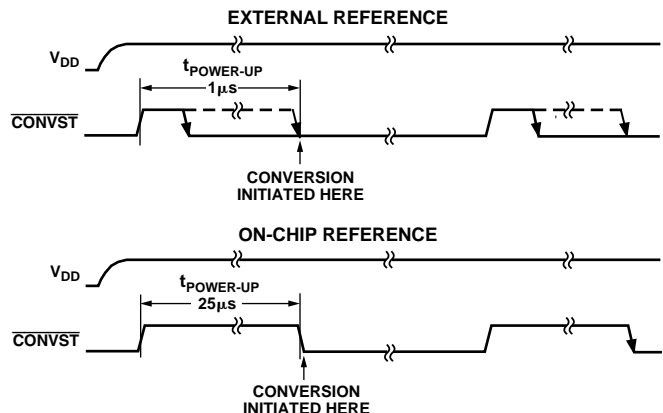 EXTERNAL REFERENCE
VDD
tPOWER-UP
1µs
CONVST
CONVERSION
INITIATED HERE
ON-CHIP REFERENCE
VDD
tPOWER-UP
25µs
CONVST
CONVERSION
INITIATED HERE